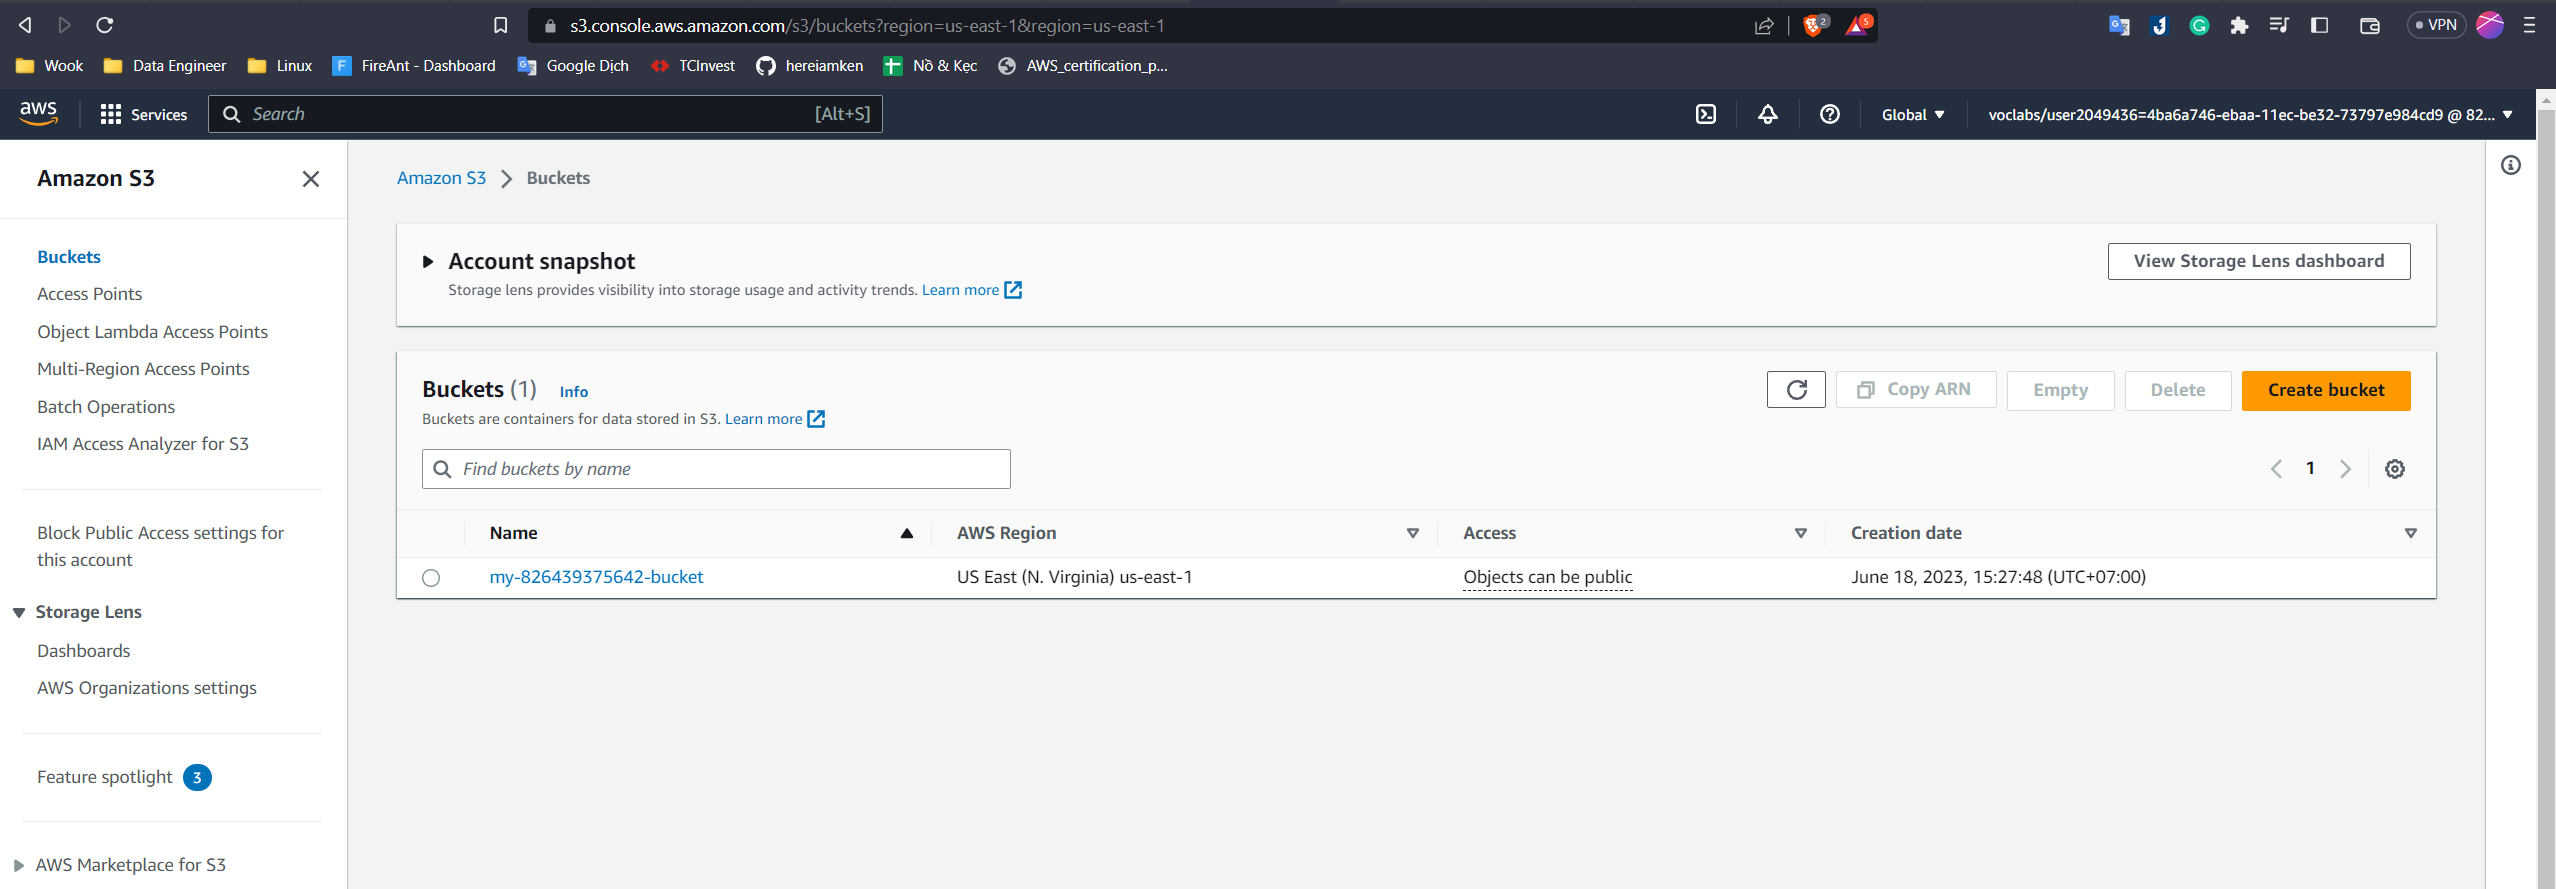 s3.console.aws.amazon.com/s3/buckets?region=us-east-1&region=us-east-1
2
5
VPN
Wook
Data Engineer
Linux
FireAnt - Dashboard
Google Dịch
TCInvest
hereiamken
Nồ & Kẹc
AWS_certification_p...
aws
Services
Search
[Alt+S]
Global
voclabs/user2049436=4ba6a746-ebaa-11ec-be32-73797e984cd9 @ 82...
Amazon S3
Buckets
Access Points
Object Lambda Access Points
Multi-Region Access Points
Batch Operations
IAM Access Analyzer for S3
Block Public Access settings for
this account
Storage Lens
Dashboards
AWS Organizations settings
Feature spotlight 3
AWS Marketplace for S3
Amazon S3 > Buckets
Account snapshot
Storage lens provides visibility into storage usage and activity trends. Learn more
View Storage Lens dashboard
Buckets (1) Info
Buckets are containers for data stored in S3. Learn more
Copy ARN
Empty
Delete
Create bucket
Find buckets by name
1
Name AWS Region Access Creation date
my-826439375642-bucket US East (N. Virginia) us-east-1 Objects can be public June 18, 2023, 15:27:48 (UTC+07:00)